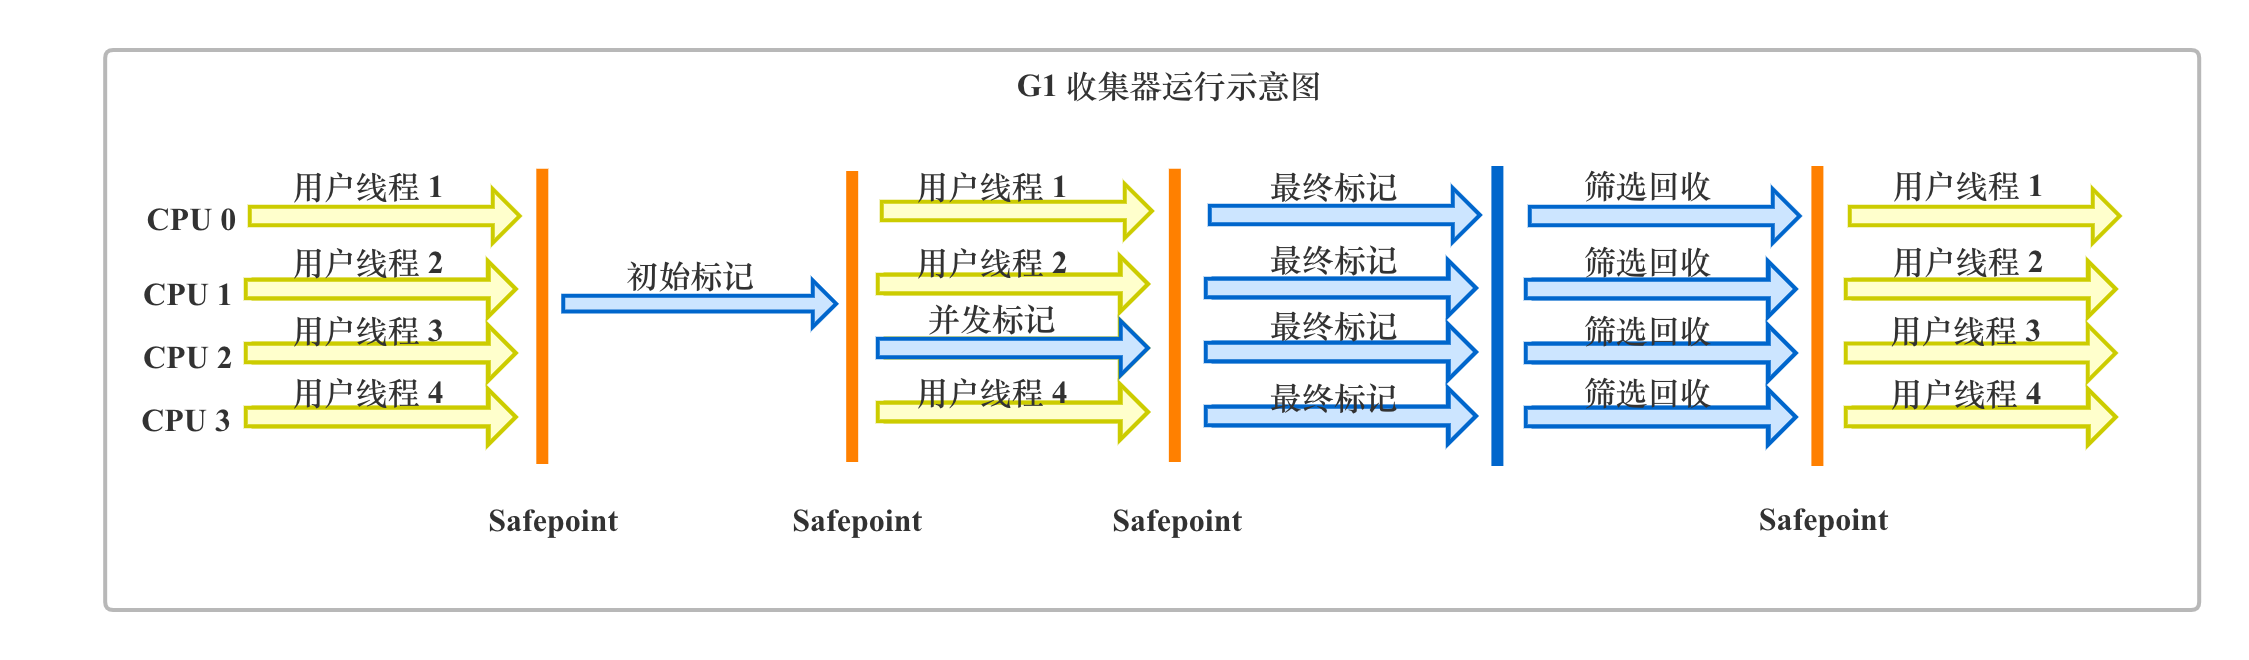 G1 收集器运行示意图
用户线程 1
用户线程 1
最终标记
筛选回收
用户线程 1
CPU 0
用户线程 2
用户线程 2
最终标记
筛选回收
用户线程 2
初始标记
CPU 1
用户线程 3
并发标记
最终标记
筛选回收
用户线程 3
CPU 2
用户线程 4
用户线程 4
最终标记
筛选回收
用户线程 4
CPU 3
Safepoint
Safepoint
Safepoint
Safepoint